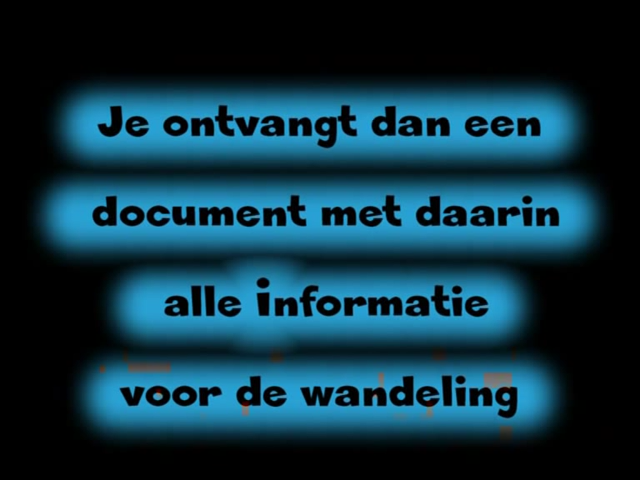 Je ontvangt dan een
document met daarin
alle informatie
voor de wandeling